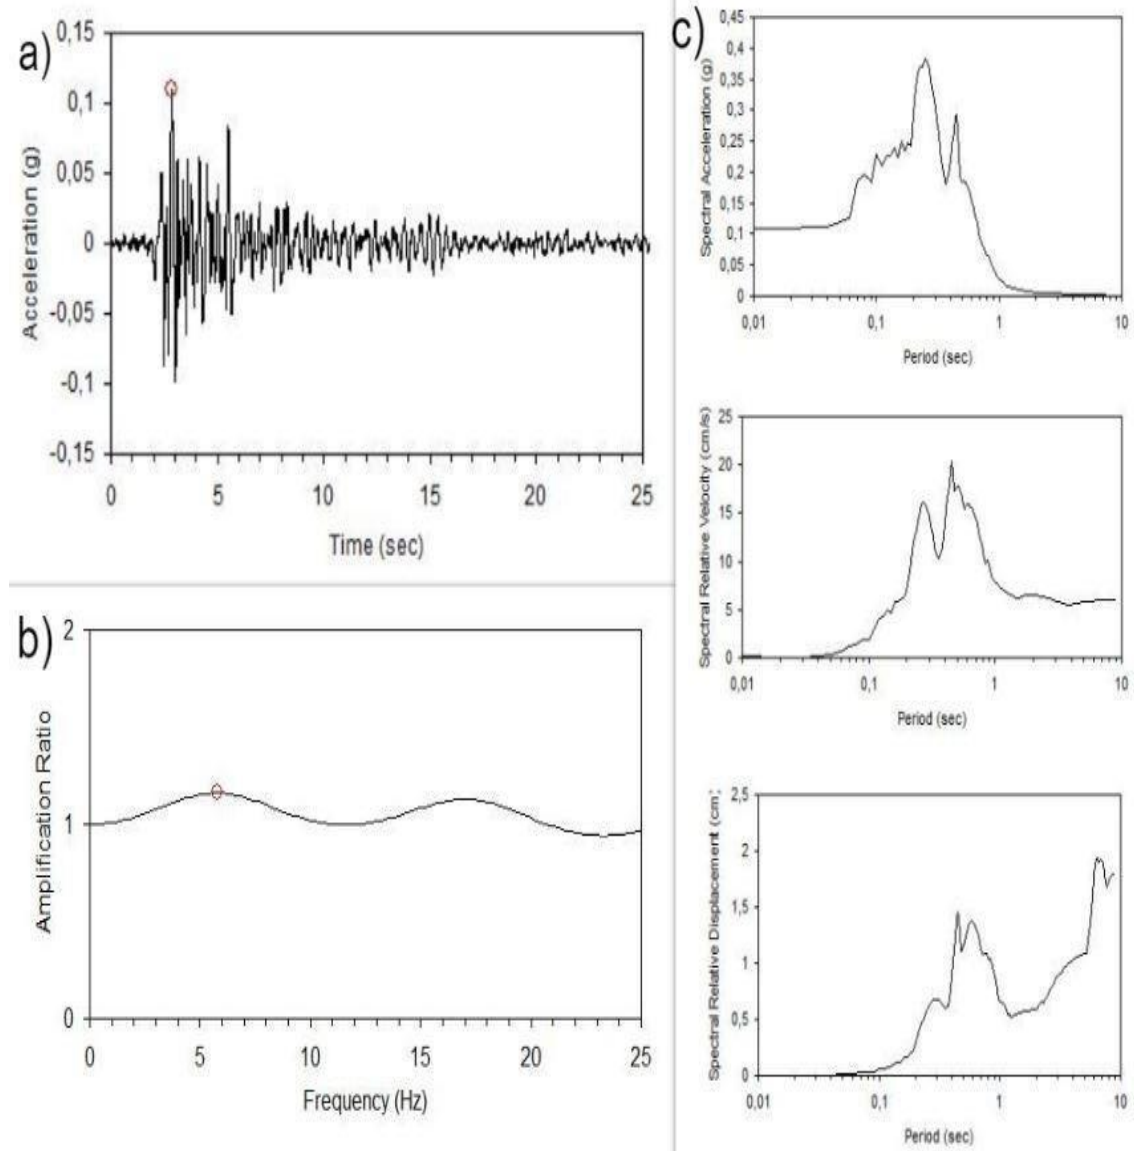 a)
Acceleration (g)
0,15
0,1
0,05
0
-0,05
-0,1
-0,15
0 5 10 15 20 25
Time (sec)
b)
Amplification Ratio
2
1
0
0 5 10 15 20 25
Frequency (Hz)
c)
Spectral Acceleration (g)
0,45
0,4
0,35
0,3
0,25
0,2
0,15
0,1
0,05
0
0,01 0,1 1 10
Period (sec)
Spectral Relative Velocity (cm/s)
25
20
15
10
5
0
0,01 0,1 1 10
Period (sec)
Spectral Relative Displacement (cm)
2,5
2
1,5
1
0,5
0
0,01 0,1 1 10
Period (sec)